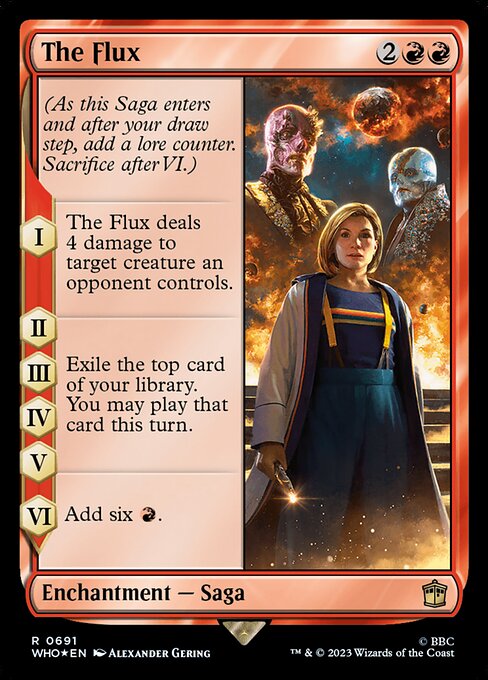 The Flux 2
(As this Saga enters
and after your draw
step, add a lore counter.
Sacrifice after VI.)
I
The Flux deals
4 damage to
target creature an
opponent controls.
II
III
IV
V
Exile the top card
of your library.
You may play that
card this turn.
VI
Add six .
Enchantment — Saga
R 0691
WHO★EN Alexander Gering
© BBC
™ & © 2023 Wizards of the Coast